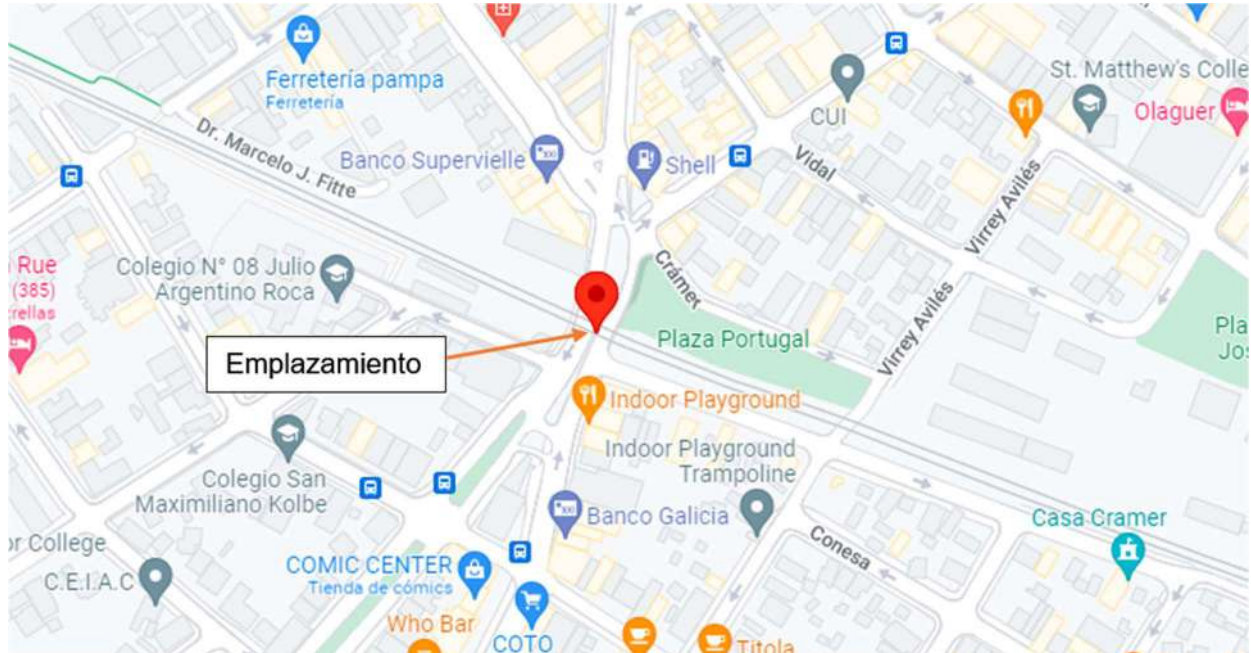 Ferretería pampa
Ferretería
CUI
St. Matthew's Colle
Olaguer
Dr. Marcelo J. Fitte
Banco Supervielle
Shell
Vidal
Virrey Avilés
Rue
(385)
rellas
Colegio N° 08 Julio
Argentino Roca
Crámer
Emplazamiento
Plaza Portugal
Virrey Avilés
Pla
Jos
Indoor Playground
Indoor Playground
Trampoline
Colegio San
Maximiliano Kolbe
Banco Galicia
Casa Cramer
Conesa
or College
C.E.I.A.C
COMIC CENTER
Tienda de cómics
Who Bar
COTO
Titola